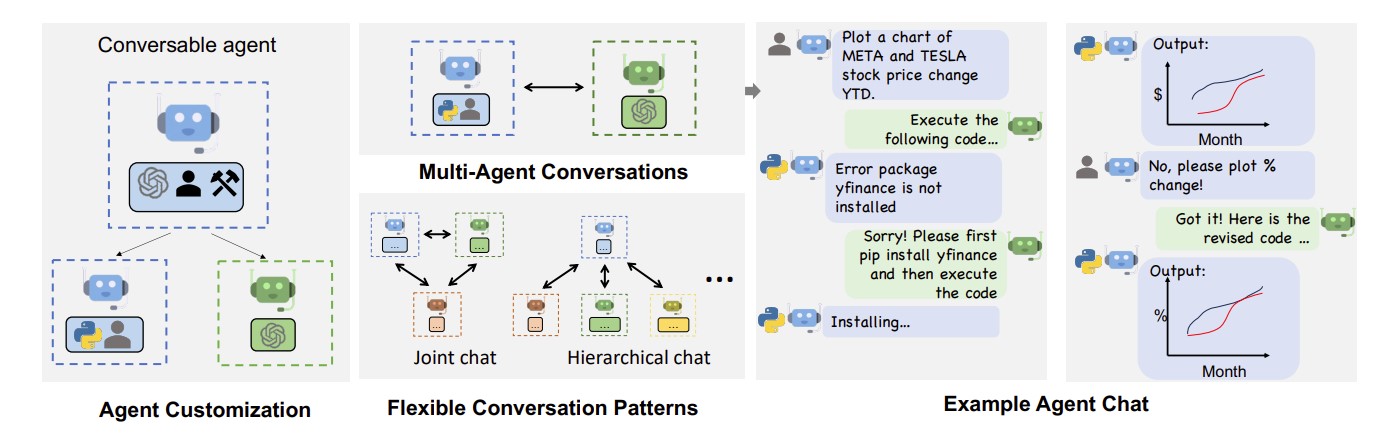 Conversable agent
Agent Customization
Multi-Agent Conversations
...
...
...
...
...
...
...
...
Joint chat
Hierarchical chat
Flexible Conversation Patterns
Plot a chart of
META and TESLA
stock price change
YTD.
Execute the
following code...
Error package
yfinance is not
installed
Sorry! Please first
pip install yfinance
and then execute
the code
Installing...
Output:
$
Month
No, please plot %
change!
Got it! Here is the
revised code ...
Output:
%
Month
Example Agent Chat